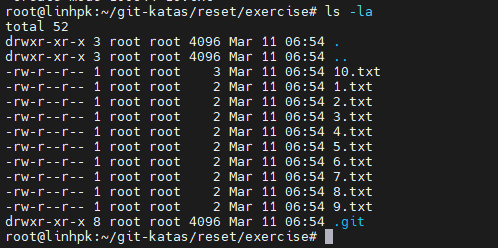 root@linhpk:~/git-katas/reset/exercise# ls -la
total 52
drwxr-xr-x 3 root root 4096 Mar 11 06:54 .
drwxr-xr-x 3 root root 4096 Mar 11 06:54 ..
-rw-r--r-- 1 root root    3 Mar 11 06:54 10.txt
-rw-r--r-- 1 root root    2 Mar 11 06:54 1.txt
-rw-r--r-- 1 root root    2 Mar 11 06:54 2.txt
-rw-r--r-- 1 root root    2 Mar 11 06:54 3.txt
-rw-r--r-- 1 root root    2 Mar 11 06:54 4.txt
-rw-r--r-- 1 root root    2 Mar 11 06:54 5.txt
-rw-r--r-- 1 root root    2 Mar 11 06:54 6.txt
-rw-r--r-- 1 root root    2 Mar 11 06:54 7.txt
-rw-r--r-- 1 root root    2 Mar 11 06:54 8.txt
-rw-r--r-- 1 root root    2 Mar 11 06:54 9.txt
drwxr-xr-x 8 root root 4096 Mar 11 06:54 .git
root@linhpk:~/git-katas/reset/exercise#